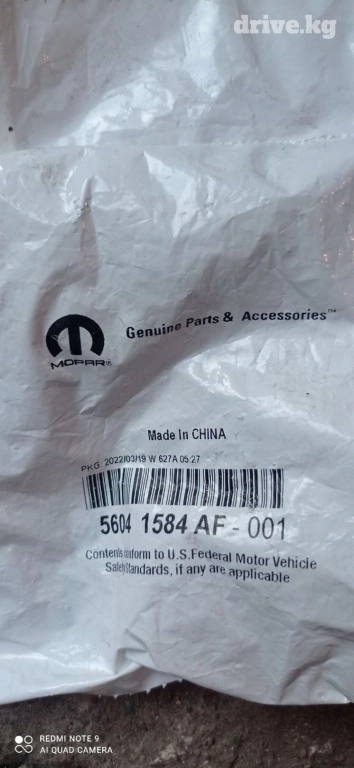 drive.kg
Genuine Parts & Accessories™
MOPAR®
Made In CHINA
PKG 2022/03/19 W 627A 05:27
5604 1584 AF - 001
Contents conform to U.S.Federal Motor Vehicle
Safety Standards, if any are applicable
REDMI NOTE 9
AI QUAD CAMERA